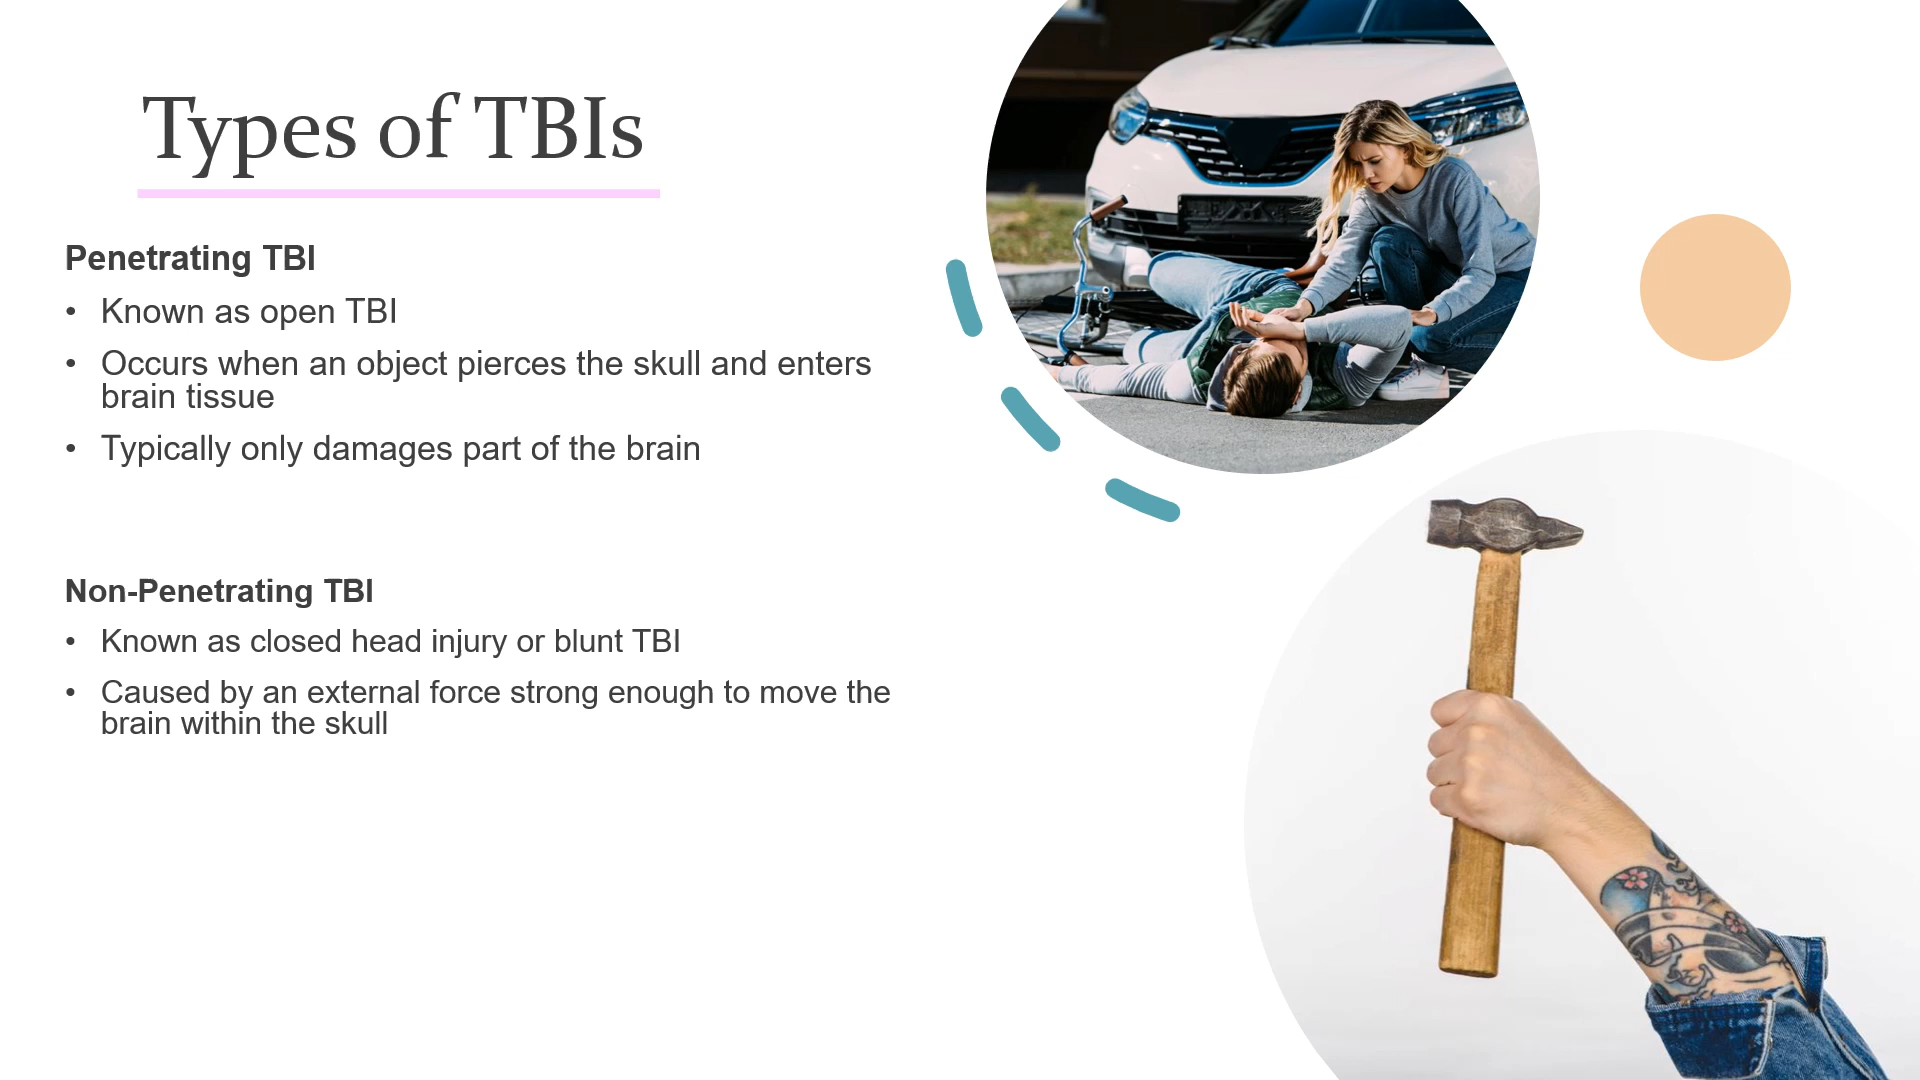 Types of TBIs
Penetrating TBI
• Known as open TBI
• Occurs when an object pierces the skull and enters
brain tissue
• Typically only damages part of the brain
Non-Penetrating TBI
• Known as closed head injury or blunt TBI
• Caused by an external force strong enough to move the
brain within the skull